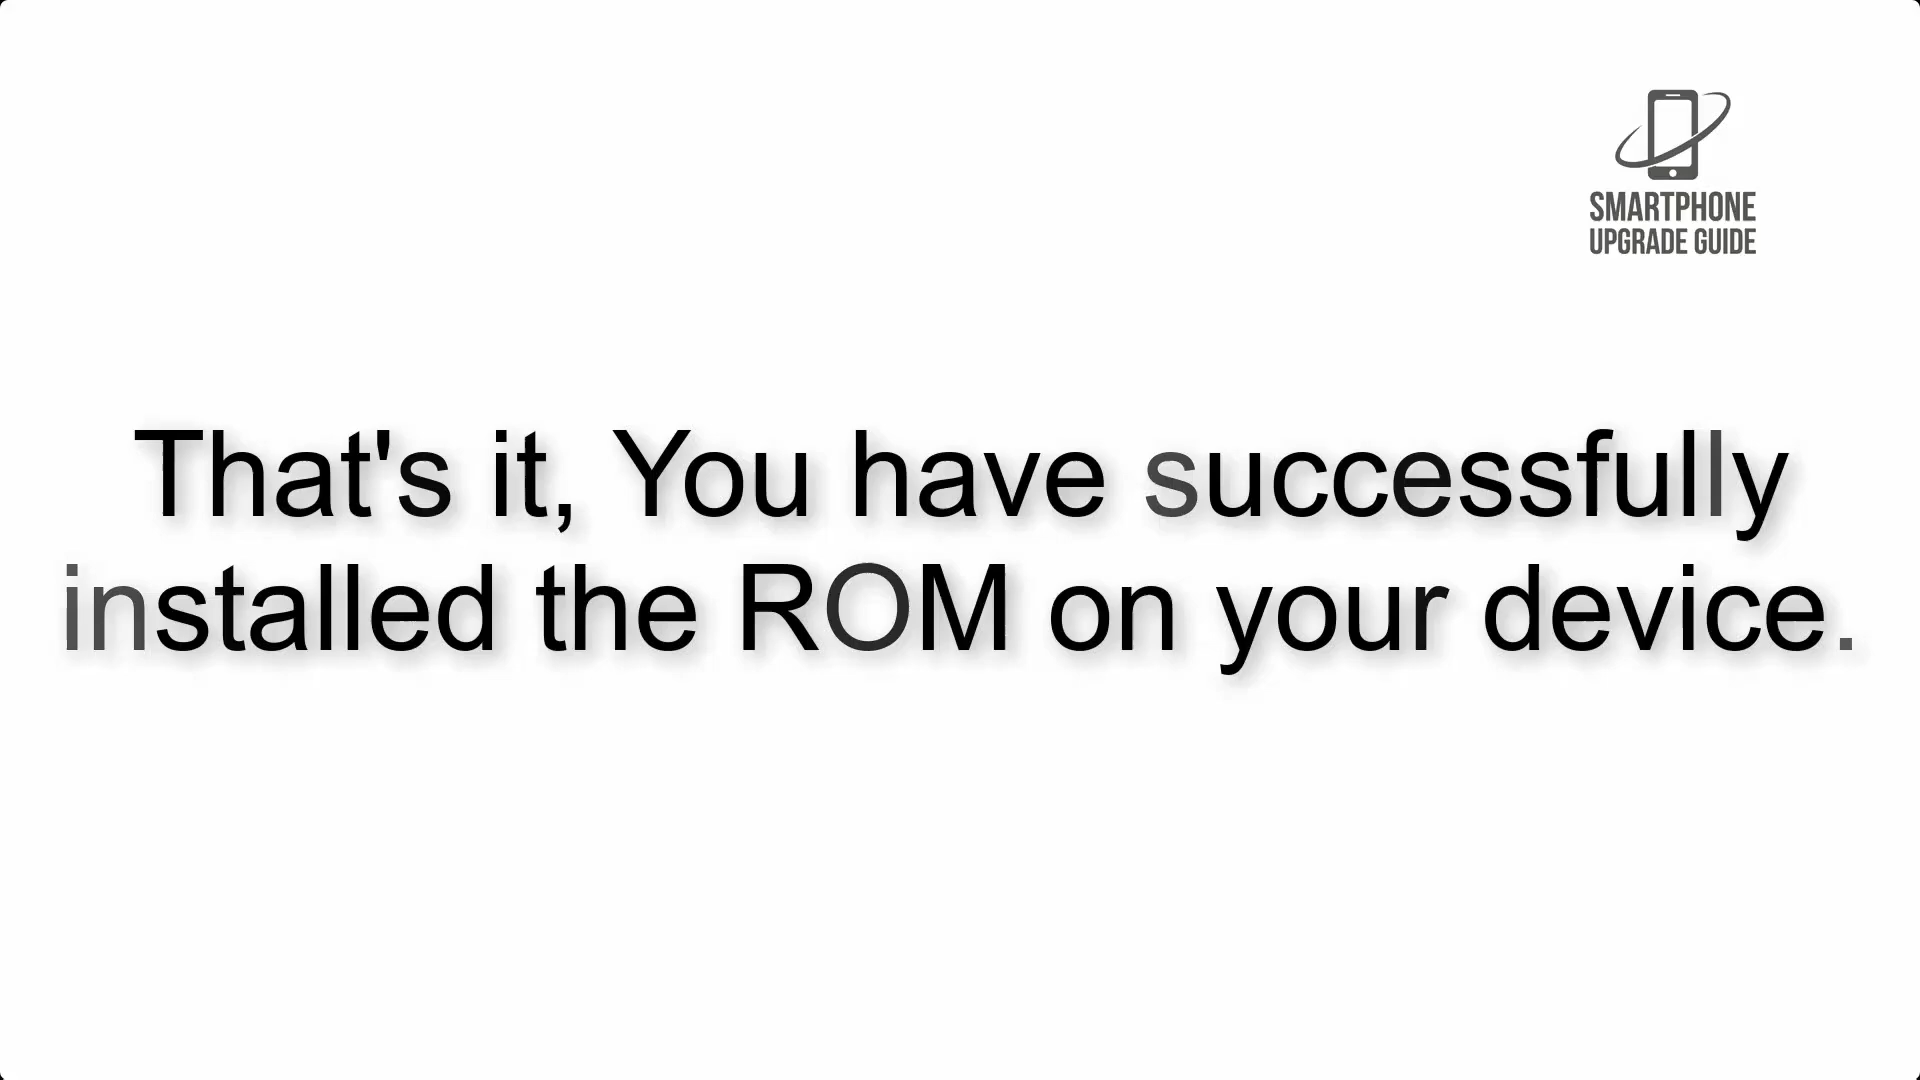 SMARTPHONE
UPGRADE GUIDE
That's it, You have successfully
installed the ROM on your device.